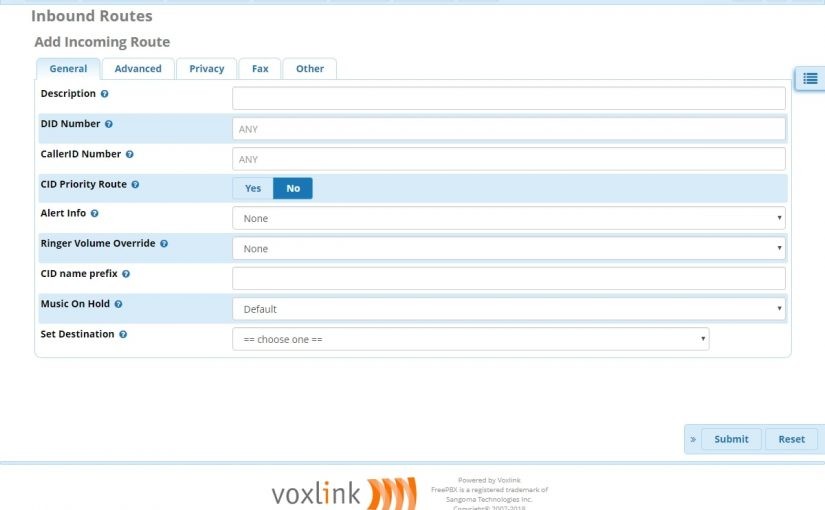 Inbound Routes
Add Incoming Route
General Advanced Privacy Fax Other
Description
DID Number ANY
CallerID Number ANY
CID Priority Route Yes No
Alert Info None
Ringer Volume Override None
CID name prefix
Music On Hold Default
Set Destination == choose one ==
» Submit Reset
voxlink
Powered by Voxlink
FreePBX is a registered trademark of
Sangoma Technologies Inc.
Copyright© 2007-2018